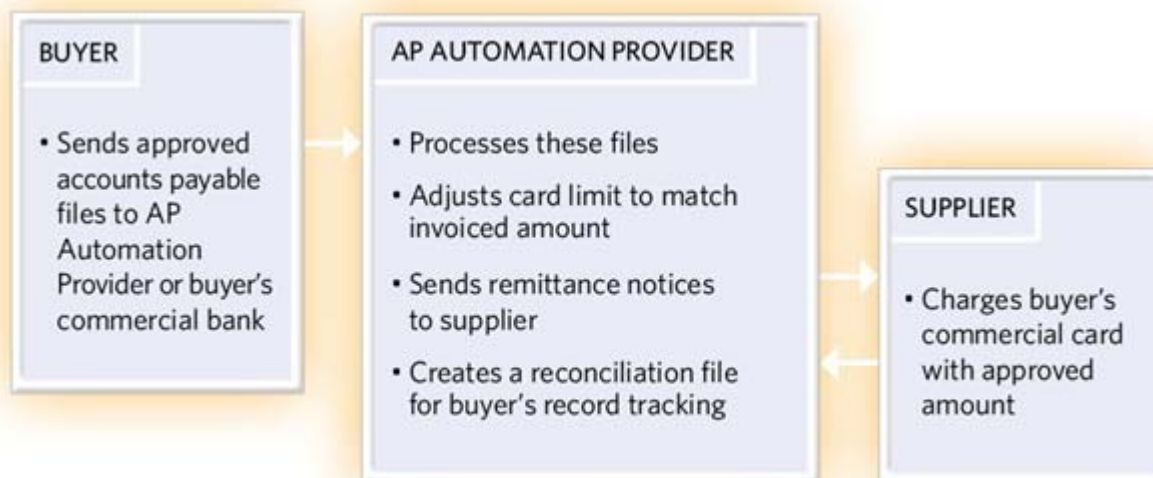 BUYER
• Sends approved
accounts payable
files to AP
Automation
Provider or buyer's
commercial bank
AP AUTOMATION PROVIDER
• Processes these files
• Adjusts card limit to match
invoiced amount
• Sends remittance notices
to supplier
• Creates a reconciliation file
for buyer's record tracking
SUPPLIER
• Charges buyer's
commercial card
with approved
amount